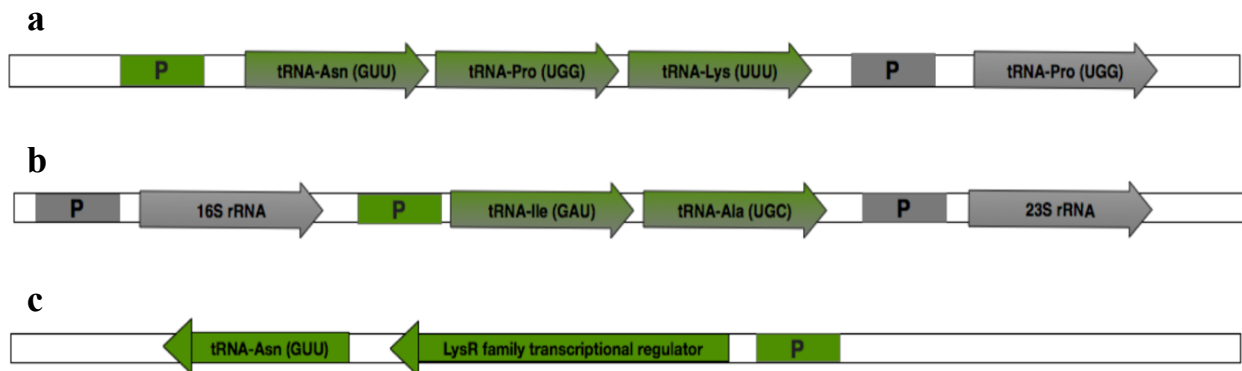 a
P tRNA-Asn (GUU) tRNA-Pro (UGG) tRNA-Lys (UUU) P tRNA-Pro (UGG)
b
P 16S rRNA P tRNA-Ile (GAU) tRNA-Ala (UGC) P 23S rRNA
c
tRNA-Asn (GUU) LysR family transcriptional regulator P